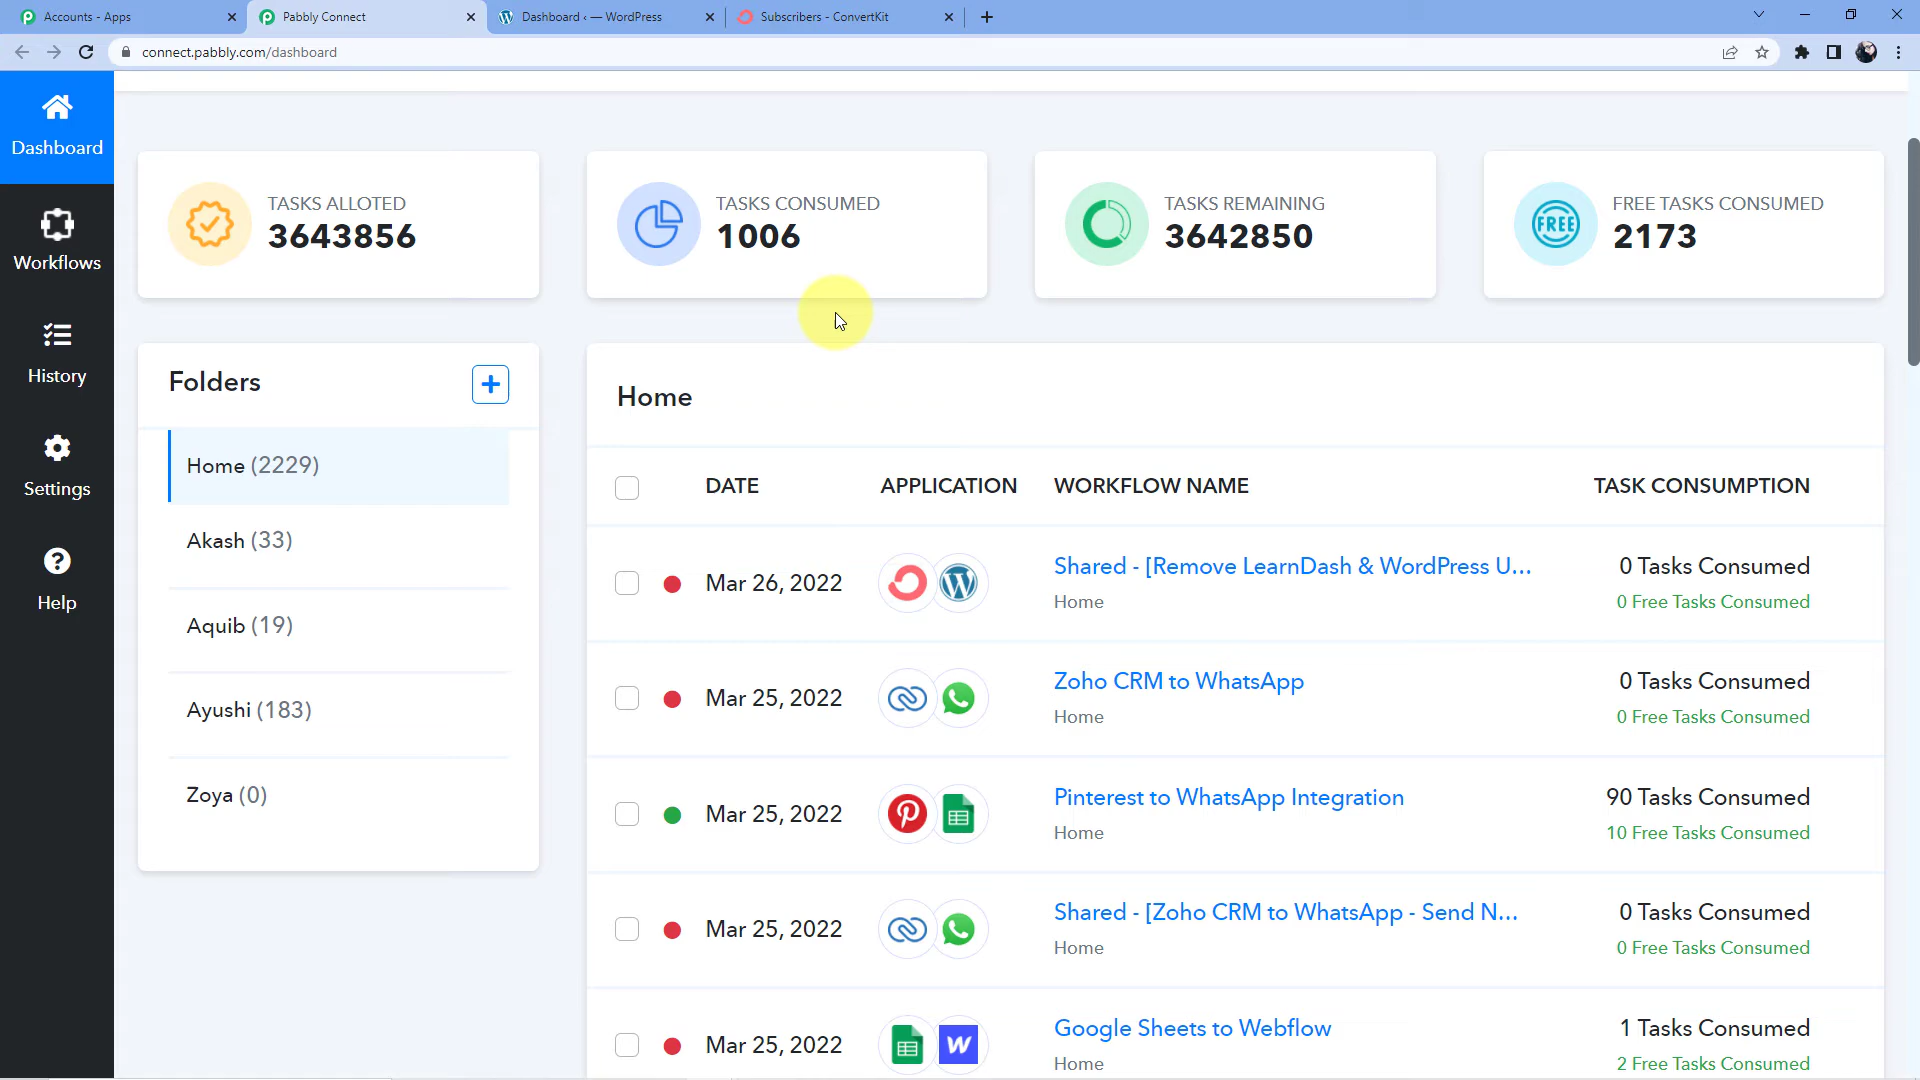 Accounts - Apps
Pabbly Connect
Dashboard ‹ — WordPress
Subscribers - ConvertKit
connect.pabbly.com/dashboard
Dashboard
Workflows
History
Settings
Help
TASKS ALLOTED
3643856
TASKS CONSUMED
1006
TASKS REMAINING
3642850
FREE
FREE TASKS CONSUMED
2173
Folders
Home (2229)
Akash (33)
Aquib (19)
Ayushi (183)
Zoya (0)
Home
DATE APPLICATION WORKFLOW NAME TASK CONSUMPTION
Mar 26, 2022 Shared - [Remove LearnDash & WordPress U... 0 Tasks Consumed
Home 0 Free Tasks Consumed
Mar 25, 2022 Zoho CRM to WhatsApp 0 Tasks Consumed
Home 0 Free Tasks Consumed
Mar 25, 2022 Pinterest to WhatsApp Integration 90 Tasks Consumed
Home 10 Free Tasks Consumed
Mar 25, 2022 Shared - [Zoho CRM to WhatsApp - Send N... 0 Tasks Consumed
Home 0 Free Tasks Consumed
Mar 25, 2022 Google Sheets to Webflow 1 Tasks Consumed
Home 2 Free Tasks Consumed